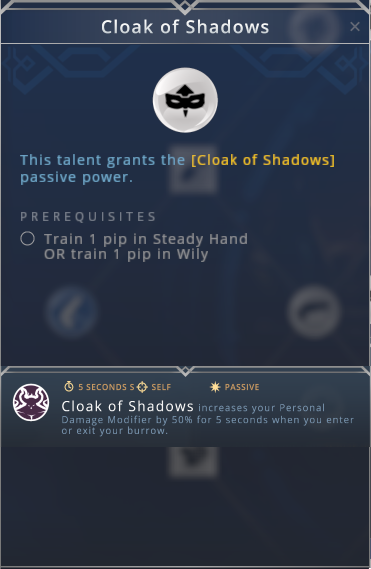 Cloak of Shadows
×
This talent grants the [Cloak of Shadows]
passive power.
PREREQUISITES
Train 1 pip in Steady Hand
OR train 1 pip in Wily
5 SECONDS S SELF PASSIVE
Cloak of Shadows increases your Personal
Damage Modifier by 50% for 5 seconds when you enter
or exit your burrow.